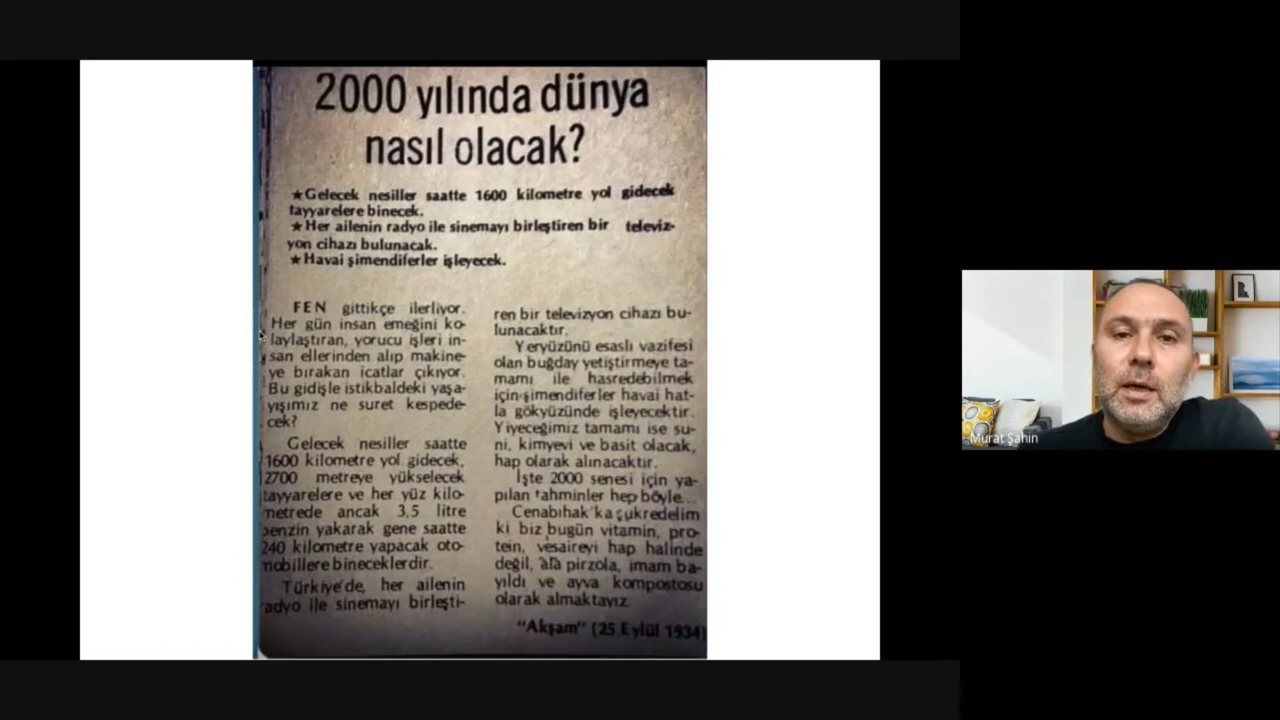 2000 yılında dünya
nasıl olacak?
★Gelecek nesiller saatte 1600 kilometre yol gidecek
tayyarelere binecek.
★Her ailenin radyo ile sinemayı birleştiren bir televiz-
yon cihazı bulunacak.
★Havai şimendiferler işleyecek.
FEN gittikçe ilerliyor.
Her gün insan emeğini ko-
laylaştıran, yorucu işleri in-
san ellerinden alıp makine-
ye bırakan icatlar çıkıyor.
Bu gidişle istikbaldeki yaşa-
yışımız ne suret kespede-
cek?
Gelecek nesiller saatte
1600 kilometre yol gidecek,
2700 metreye yükselecek
tayyarelere ve her yüz kilo-
metrede ancak 3,5 litre
benzin yakarak gene saatte
240 kilometre yapacak oto-
mobillere bineceklerdir.
Türkiye'de, her ailenin
radyo ile sinemayı birleşti-
ren bir televizyon cihazı bu-
lunacaktır.
Yeryüzünü esaslı vazifesi
olan buğday yetiştirmeye ta-
mamı ile hasredebilmek
için şimendiferler havai hat-
la gökyüzünde işleyecektir.
Yiyeceğimiz tamamı ise su-
ni, kimyevi ve basit olacak,
hap olarak alınacaktır.
İşte 2000 senesi için ya-
pılan tahminler hep böyle...
Cenabıhak'ka şükredelim
ki biz bugün vitamin, pro-
tein, vesaireyi hap halinde
değil, âlâ pirzola, imam ba-
yıldı ve ayva kompostosu
olarak almaktayız.
"Akşam" (25 Eylül 1934)
Murat Şahin